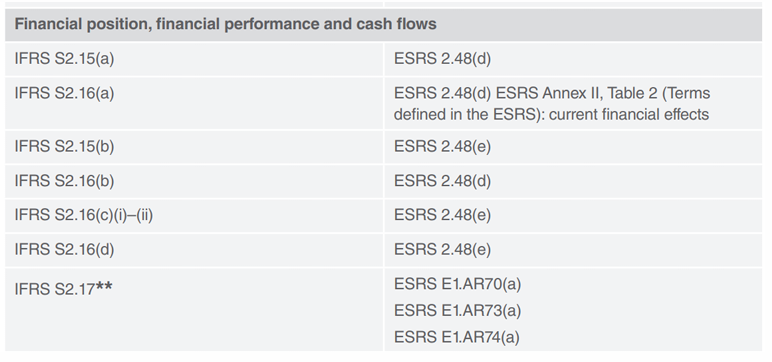 Financial position, financial performance and cash flows
IFRS S2.15(a) ESRS 2.48(d)
IFRS S2.16(a) ESRS 2.48(d) ESRS Annex II, Table 2 (Terms
defined in the ESRS): current financial effects
IFRS S2.15(b) ESRS 2.48(e)
IFRS S2.16(b) ESRS 2.48(d)
IFRS S2.16(c)(i)–(ii) ESRS 2.48(e)
IFRS S2.16(d) ESRS 2.48(e)
IFRS S2.17** ESRS E1.AR70(a)
ESRS E1.AR73(a)
ESRS E1.AR74(a)